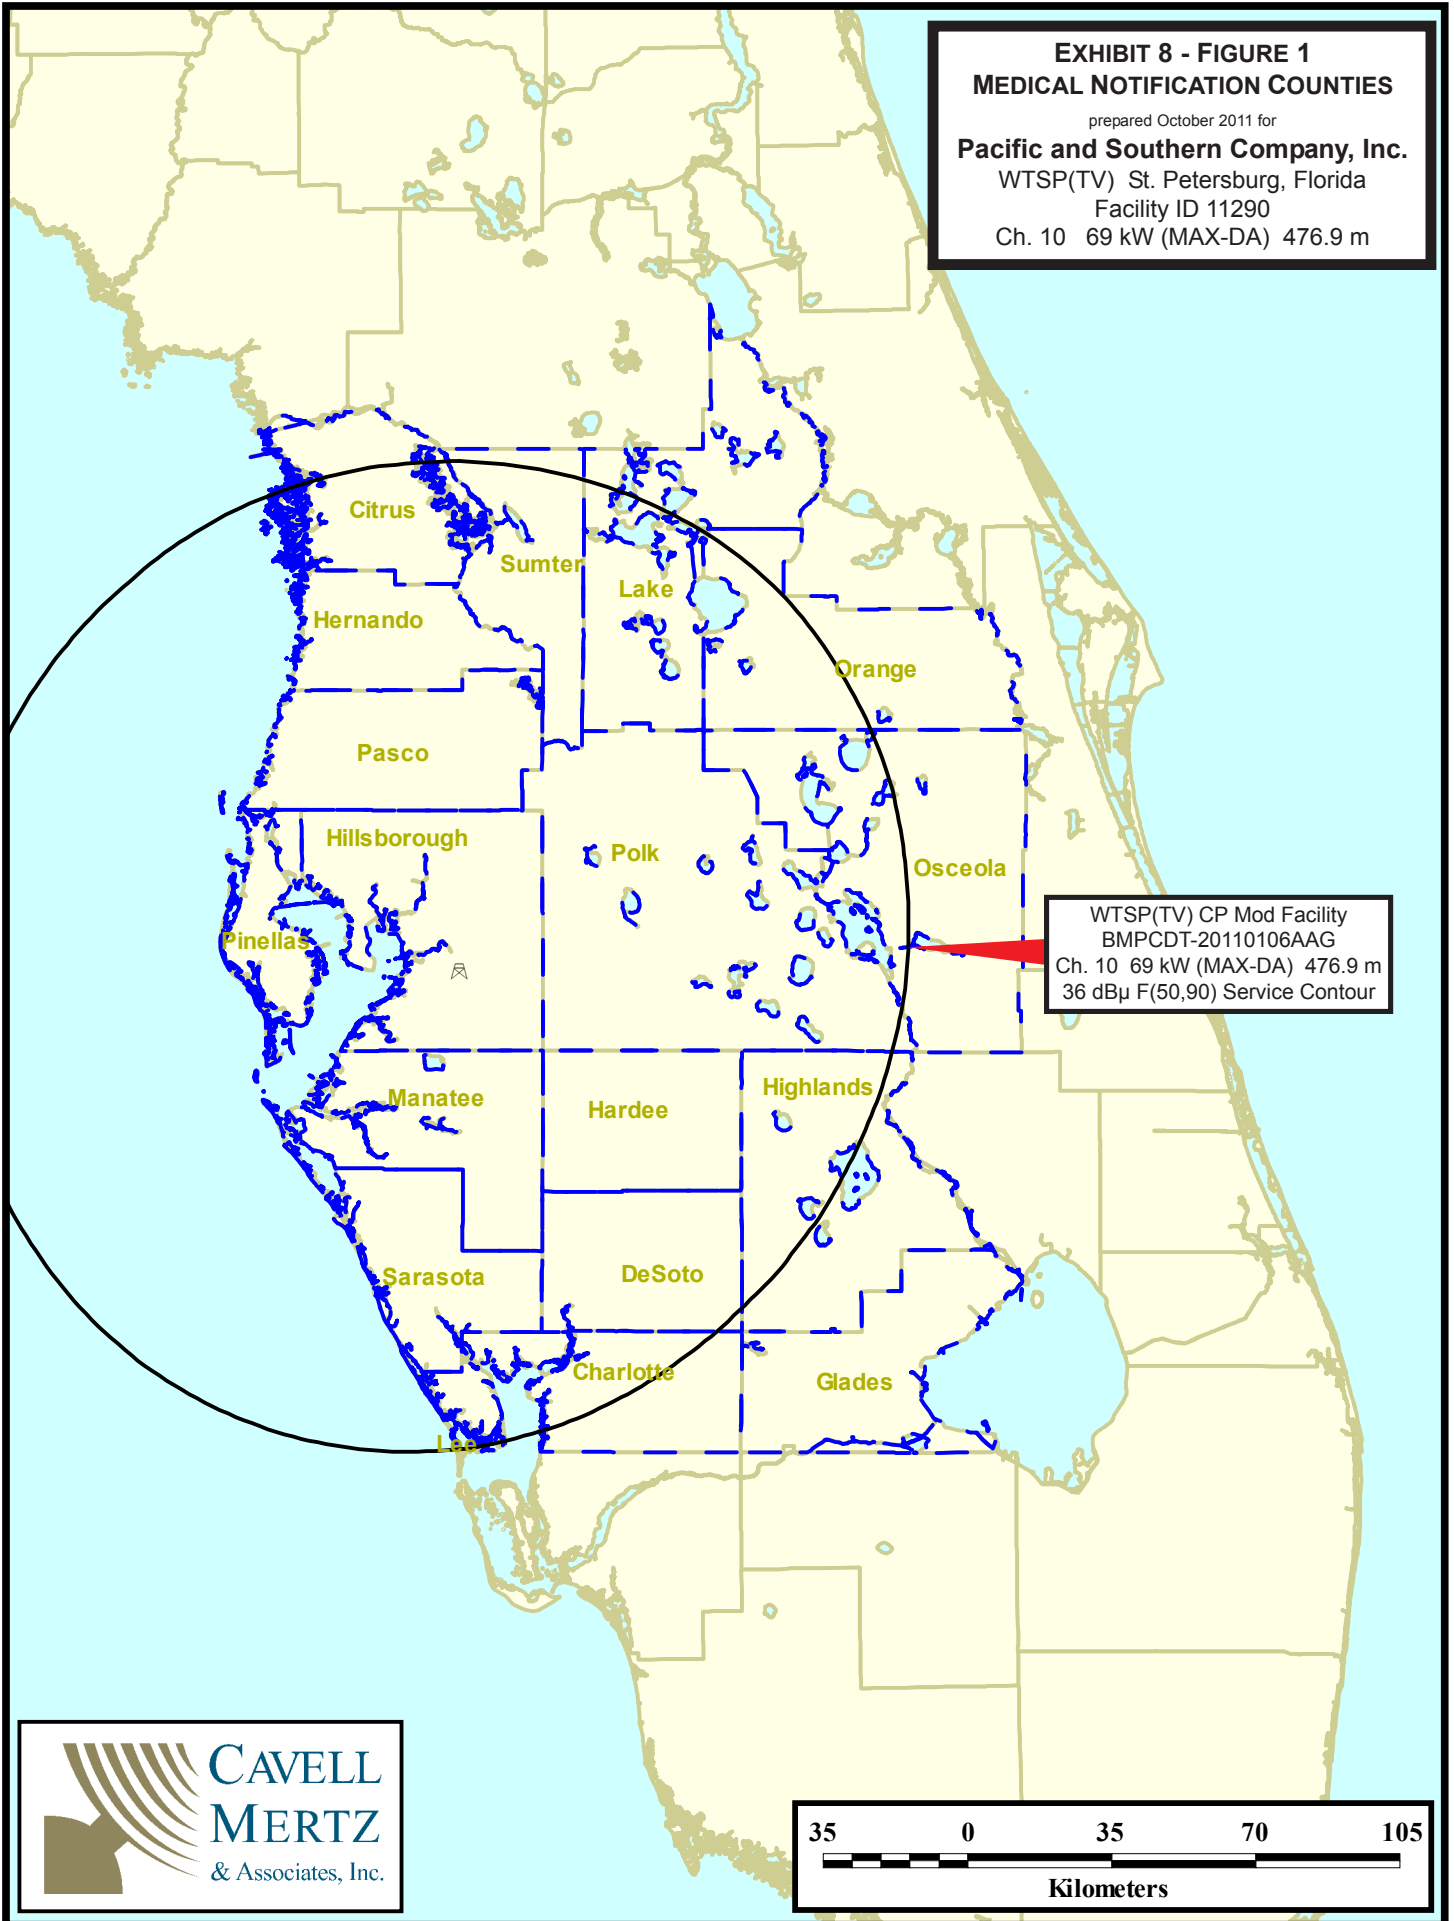 EXHIBIT 8 - FIGURE 1
MEDICAL NOTIFICATION COUNTIES
prepared October 2011 for
Pacific and Southern Company, Inc.
WTSP(TV) St. Petersburg, Florida
Facility ID 11290
Ch. 10 69 kW (MAX-DA) 476.9 m
Citrus
Sumter
Lake
Hernando
Orange
Pasco
Hillsborough
Polk
Osceola
Pinellas
WTSP(TV) CP Mod Facility
BMPCDT-20110106AAG
Ch. 10 69 kW (MAX-DA) 476.9 m
36 dBµ F(50,90) Service Contour
Manatee
Hardee
Highlands
Sarasota
DeSoto
Charlotte
Glades
Lee
CAVELL
MERTZ
& Associates, Inc.
35 0 35 70 105
Kilometers